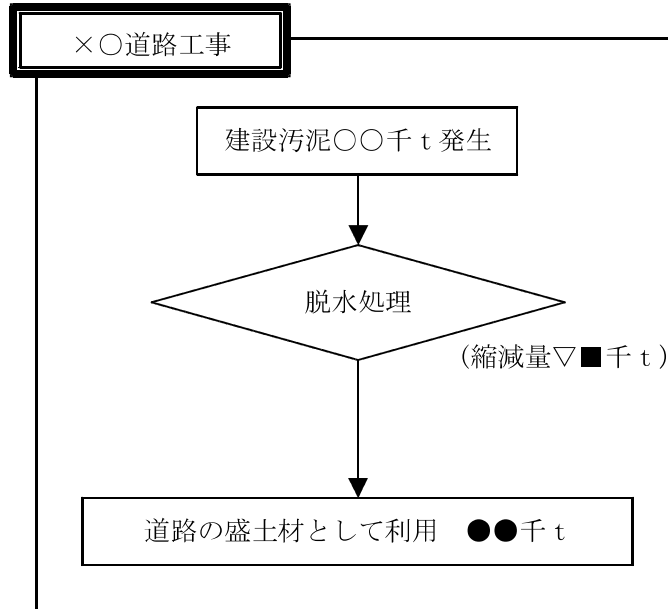 ×○道路工事
建設汚泥○○千ｔ発生
脱水処理
(縮減量▽■千ｔ)
道路の盛土材として利用　●●千ｔ